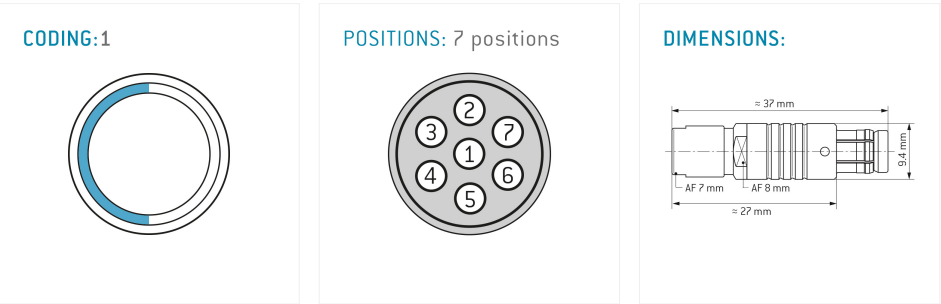 CODING:1
POSITIONS: 7 positions
2
3
7
1
4
6
5
DIMENSIONS:
≈ 37 mm
9.4 mm
AF 7 mm
AF 8 mm
≈ 27 mm